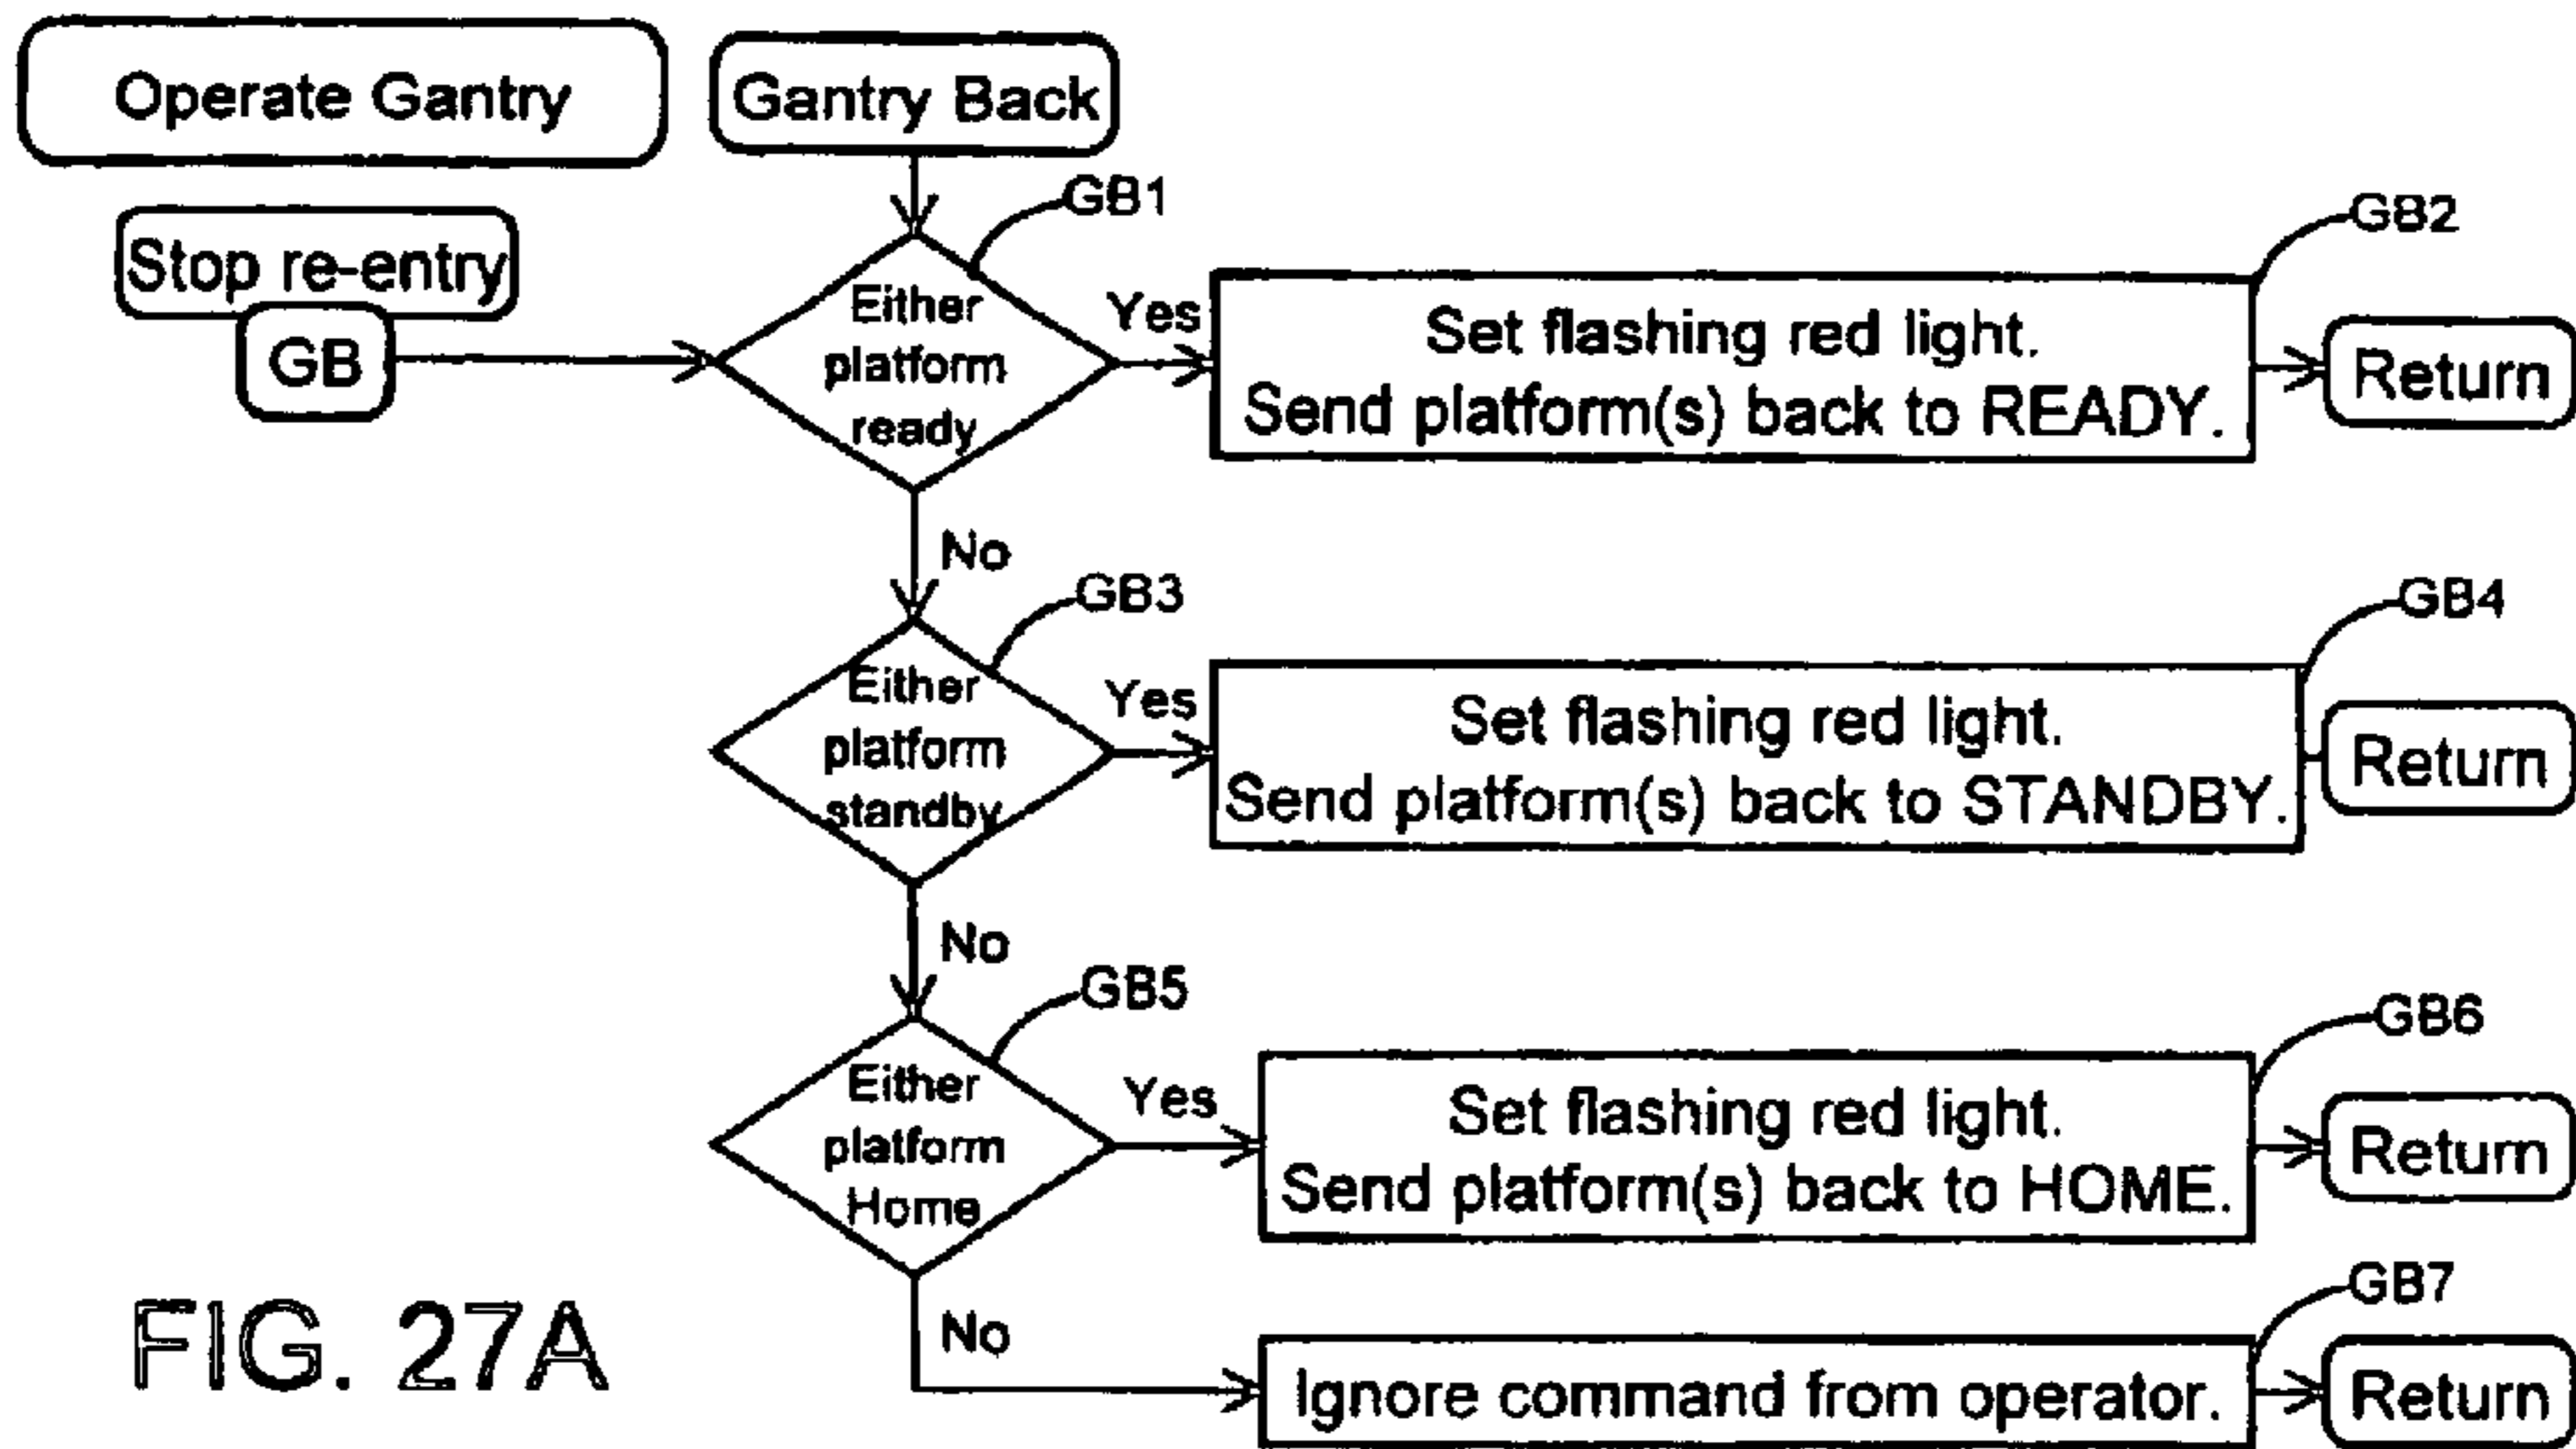 Operate Gantry
Gantry Back
GB1
GB2
Stop re-entry
GB
Either
platform
ready
Yes
Set flashing red light.
Send platform(s) back to READY.
Return
No
GB3
GB4
Either
platform
standby
Yes
Set flashing red light.
Send platform(s) back to STANDBY.
Return
No
GB5
GB6
Either
platform
Home
Yes
Set flashing red light.
Send platform(s) back to HOME.
Return
No
GB7
Ignore command from operator.
Return
FIG. 27A